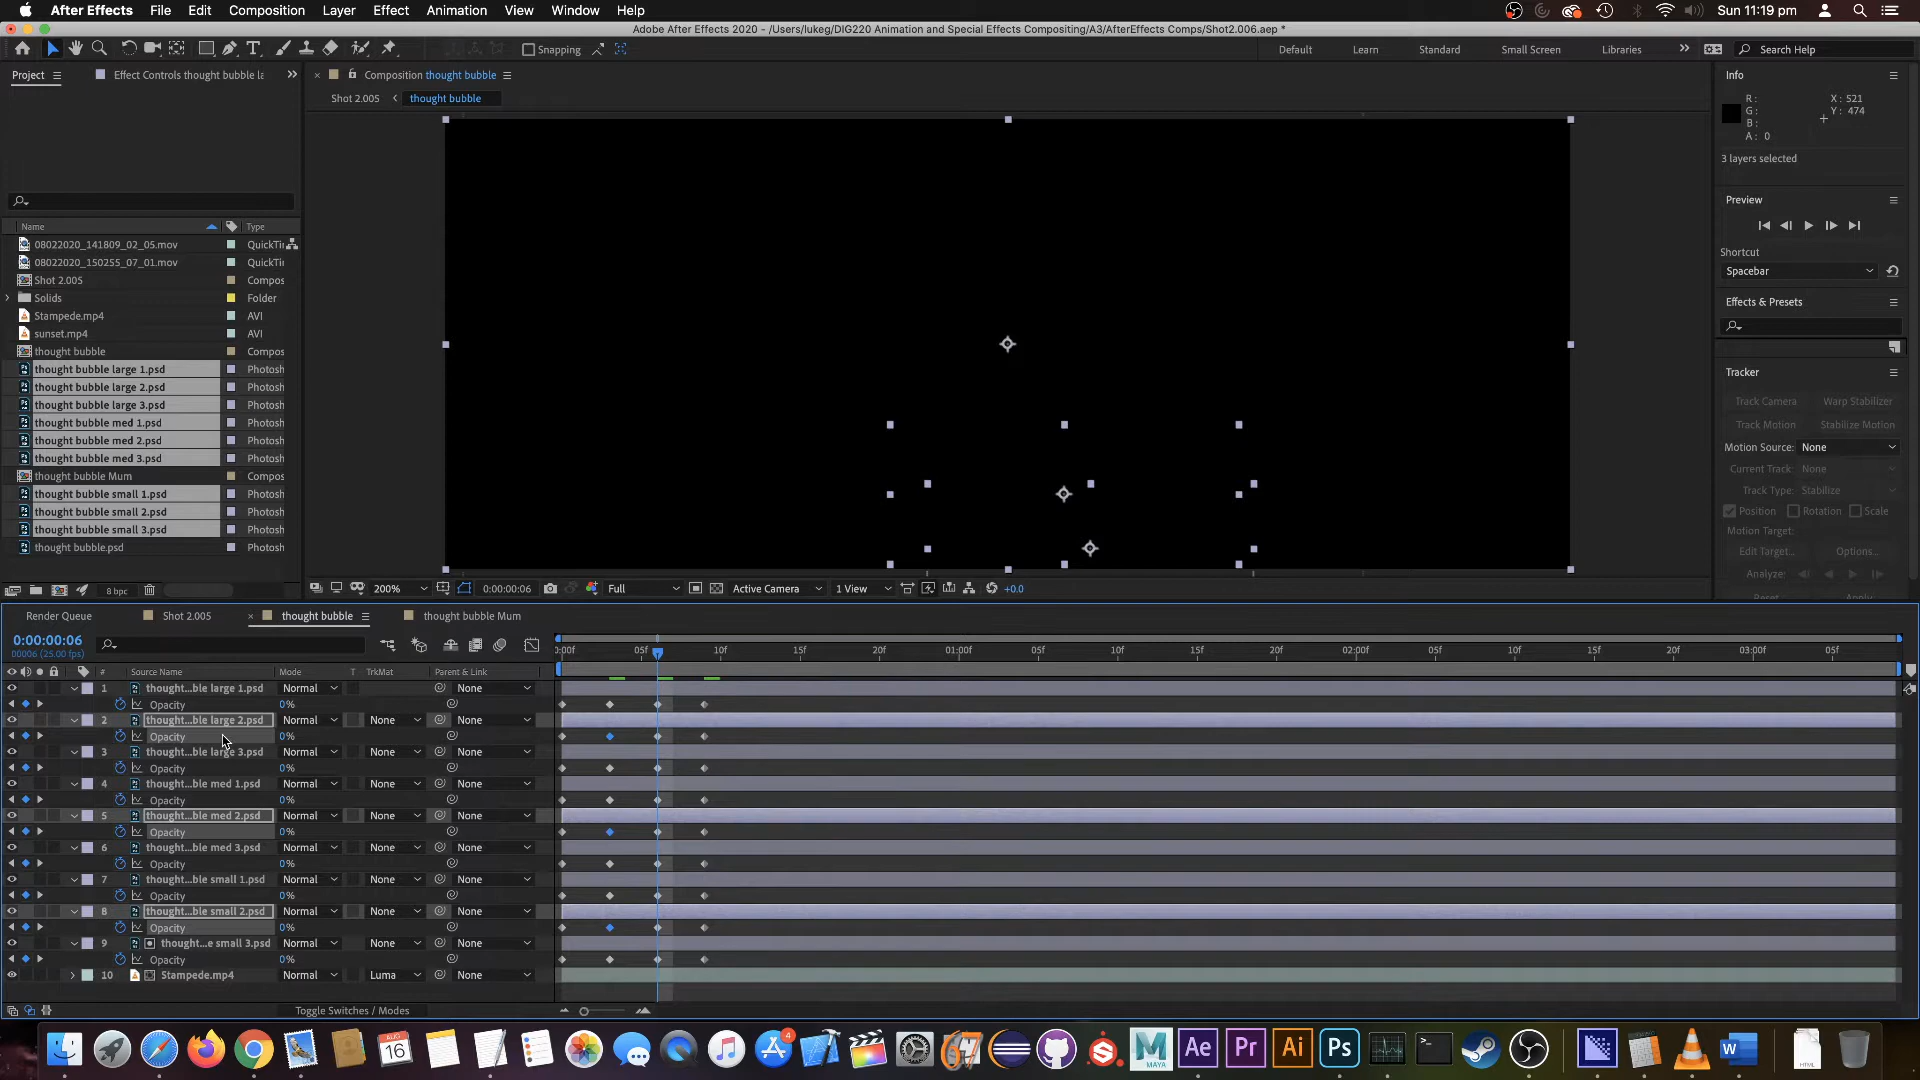 After Effects File Edit Composition Layer Effect Animation View Window Help Sun 11:19 pm
Adobe After Effects 2020 - /Users/lukeg/DIG220 Animation and Special Effects Compositing/A3/AfterEffects Comps/Shot2.006.aep *
Snapping Default Learn Standard Small Screen Libraries Search Help
Project Effect Controls thought bubble la Composition thought bubble Info
Shot 2.005 thought bubble
R: X: 521
G: Y: 474
B:
A: 0
3 layers selected
Preview
Shortcut
Spacebar
Effects & Presets
Tracker
Track Camera Warp Stabilizer
Track Motion Stabilize Motion
Motion Source: None
Current Track: None
Track Type: Stabilize
Position Rotation Scale
Motion Target:
Edit Target... Options...
Analyze:
Reset Apply
Name Type
08022020_141809_02_05.mov QuickTi
08022020_150255_07_01.mov QuickTi
Shot 2.005 Compos
Solids Folder
Stampede.mp4 AVI
sunset.mp4 AVI
thought bubble Compos
thought bubble large 1.psd Photosh
thought bubble large 2.psd Photosh
thought bubble large 3.psd Photosh
thought bubble med 1.psd Photosh
thought bubble med 2.psd Photosh
thought bubble med 3.psd Photosh
thought bubble Mum Compos
thought bubble small 1.psd Photosh
thought bubble small 2.psd Photosh
thought bubble small 3.psd Photosh
thought bubble.psd Photosh
8 bpc 200% 0:00:00:06 Full Active Camera 1 View +0.0
Render Queue Shot 2.005 thought bubble thought bubble Mum
0:00:00:06
00006 (25.00 fps)
0:00f 05f 10f 15f 20f 01:00f 05f 10f 15f 20f 02:00f 05f 10f 15f 20f 03:00f 05f
# Source Name Mode T TrkMat Parent & Link
1 thought...ble large 1.psd Normal None
Opacity 0%
2 thought...ble large 2.psd Normal None None
Opacity 0%
3 thought...ble large 3.psd Normal None None
Opacity 0%
4 thought...ble med 1.psd Normal None None
Opacity 0%
5 thought...ble med 2.psd Normal None None
Opacity 0%
6 thought...ble med 3.psd Normal None None
Opacity 0%
7 thought...ble small 1.psd Normal None None
Opacity 0%
8 thought...ble small 2.psd Normal None None
Opacity 0%
9 thought...e small 3.psd Normal None None
Opacity 0%
10 Stampede.mp4 Normal Luma None
Toggle Switches / Modes
AUG
16
4
MAYA
Ae Pr Ai Ps
W
HTML